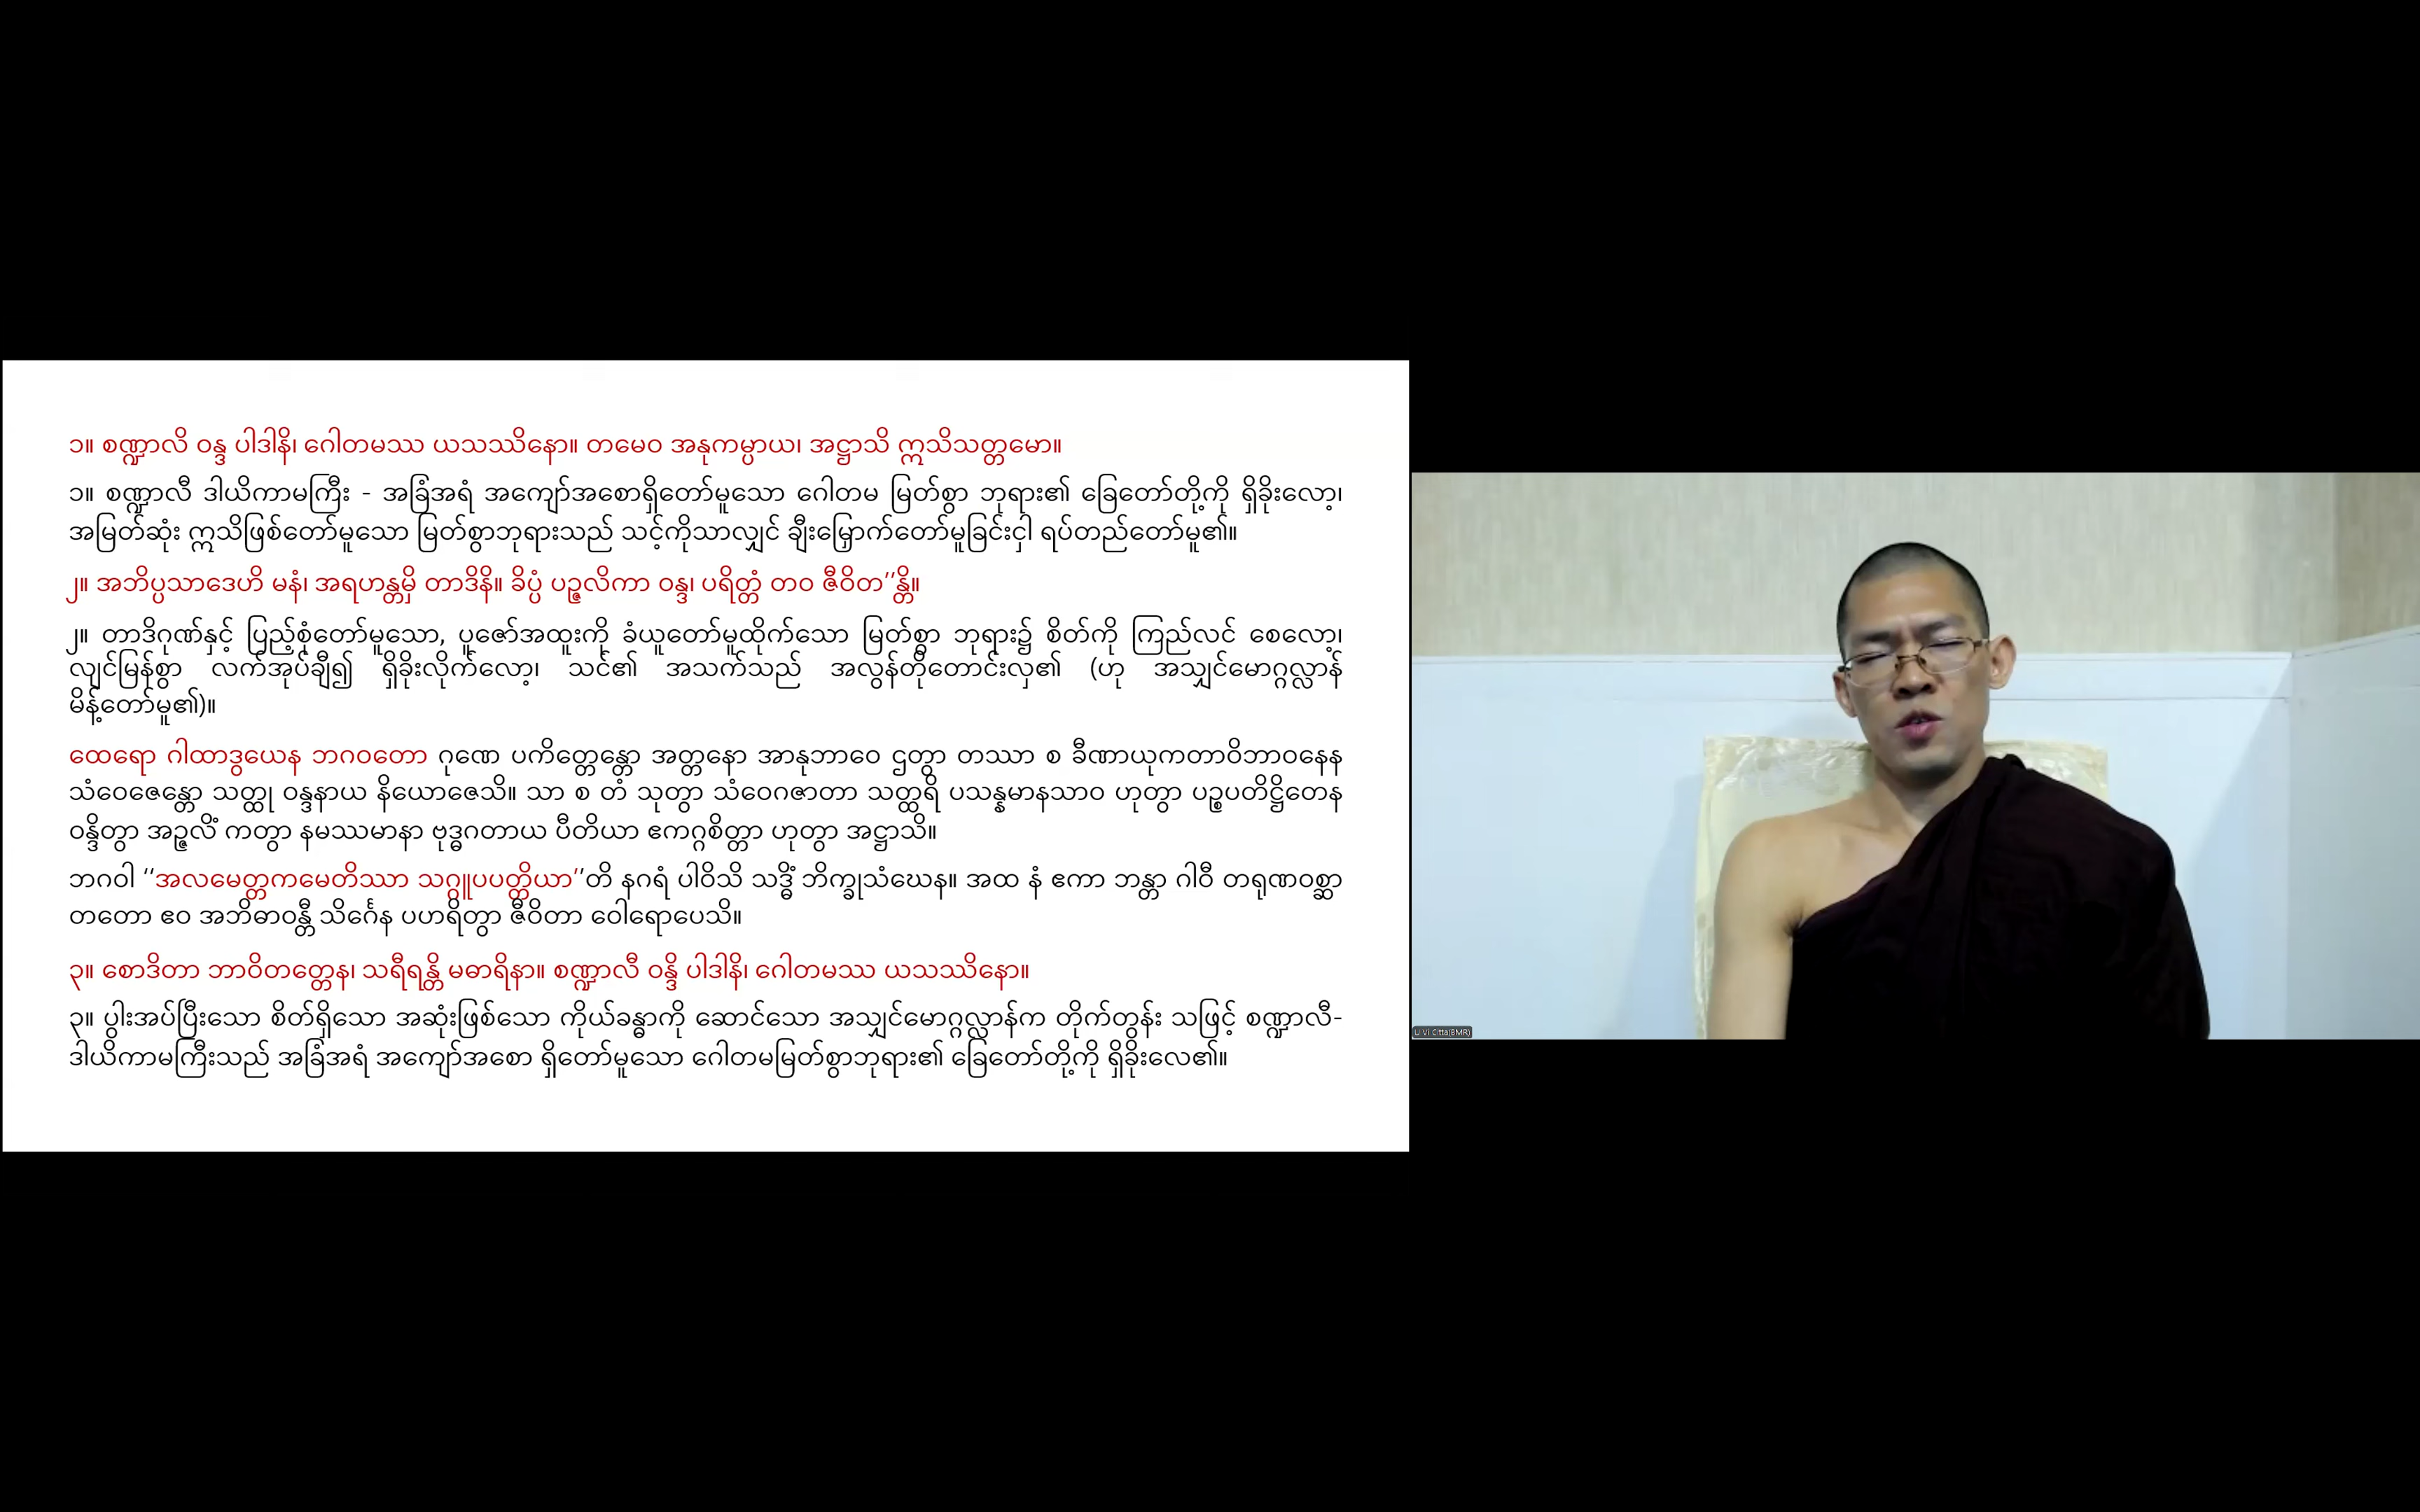 ၁။ စဏ္ဍာလိ ဝန္ဒ ပါဒါနိ၊ ဂေါတမဿ ယသဿိနော။ တမေဝ အနုကမ္ပာယ၊ အဋ္ဌာသိ ဣသိသတ္တမော။
၁။ စဏ္ဍာလီ ဒါယိကာမကြီး - အခြံအရံ အကျော်အစောရှိတော်မူသော ဂေါတမ မြတ်စွာ ဘုရား၏ ခြေတော်တို့ကို ရှိခိုးလော့၊
အမြတ်ဆုံး ဣသိဖြစ်တော်မူသော မြတ်စွာဘုရားသည် သင့်ကိုသာလျှင် ချီးမြှောက်တော်မူခြင်းငှါ ရပ်တည်တော်မူ၏။
၂။ အဘိပ္ပသာဒေဟိ မနံ၊ အရဟန္တမှိ တာဒိနိ။ ခိပ္ပံ ပဉ္ဇလိကာ ဝန္ဒ၊ ပရိတ္တံ တဝ ဇီဝိတ’’န္တိ။
၂။ တာဒိဂုဏ်နှင့် ပြည့်စုံတော်မူသော, ပူဇော်အထူးကို ခံယူတော်မူထိုက်သော မြတ်စွာ ဘုရား၌ စိတ်ကို ကြည်လင် စေလော့၊
လျင်မြန်စွာ လက်အုပ်ချီ၍ ရှိခိုးလိုက်လော့၊ သင်၏ အသက်သည် အလွန်တိုတောင်းလှ၏ (ဟု အသျှင်မောဂ္ဂလ္လာန်
မိန့်တော်မူ၏)။
ထေရော ဂါထာဒွယေန ဘဂဝတော ဂုဏေ ပကိတ္တေန္တော အတ္တနော အာနုဘာဝေ ဌတွာ တဿာ စ ခီဏာယုကတာဝိဘာဝနေန
သံဝေဇေန္တော သတ္ထု ဝန္ဒနာယ နိယောဇေသိ။ သာ စ တံ သုတွာ သံဝေဂဇာတာ သတ္ထရိ ပသန္နမာနသာဝ ဟုတွာ ပဉ္စပတိဋ္ဌိတေန
ဝန္ဒိတွာ အဉ္ဇလိံ ကတွာ နမဿမာနာ ဗုဒ္ဓဂတာယ ပီတိယာ ဧကဂ္ဂစိတ္တာ ဟုတွာ အဋ္ဌာသိ။
ဘဂဝါ ‘‘အလမေတ္တကမေတိဿာ သဂ္ဂူပပတ္တိယာ’’တိ နဂရံ ပါဝိသိ သဒ္ဓိံ ဘိက္ခုသံဃေန။ အထ နံ ဧကာ ဘန္တာ ဂါဝီ တရုဏဝစ္ဆာ
တတော ဧဝ အဘိဓာဝန္တီ သိင်္ဂေန ပဟရိတွာ ဇီဝိတာ ဝေါရောပေသိ။
၃။ စောဒိတာ ဘာဝိတတ္တေန၊ သရီရန္တိမဓာရိနာ။ စဏ္ဍာလီ ဝန္ဒိ ပါဒါနိ၊ ဂေါတမဿ ယသဿိနော။
၃။ ပွါးအပ်ပြီးသော စိတ်ရှိသော အဆုံးဖြစ်သော ကိုယ်ခန္ဓာကို ဆောင်သော အသျှင်မောဂ္ဂလ္လာန်က တိုက်တွန်း သဖြင့် စဏ္ဍာလီ-
ဒါယိကာမကြီးသည် အခြံအရံ အကျော်အစော ရှိတော်မူသော ဂေါတမမြတ်စွာဘုရား၏ ခြေတော်တို့ကို ရှိခိုးလေ၏။
U Vi Citta(BMR)